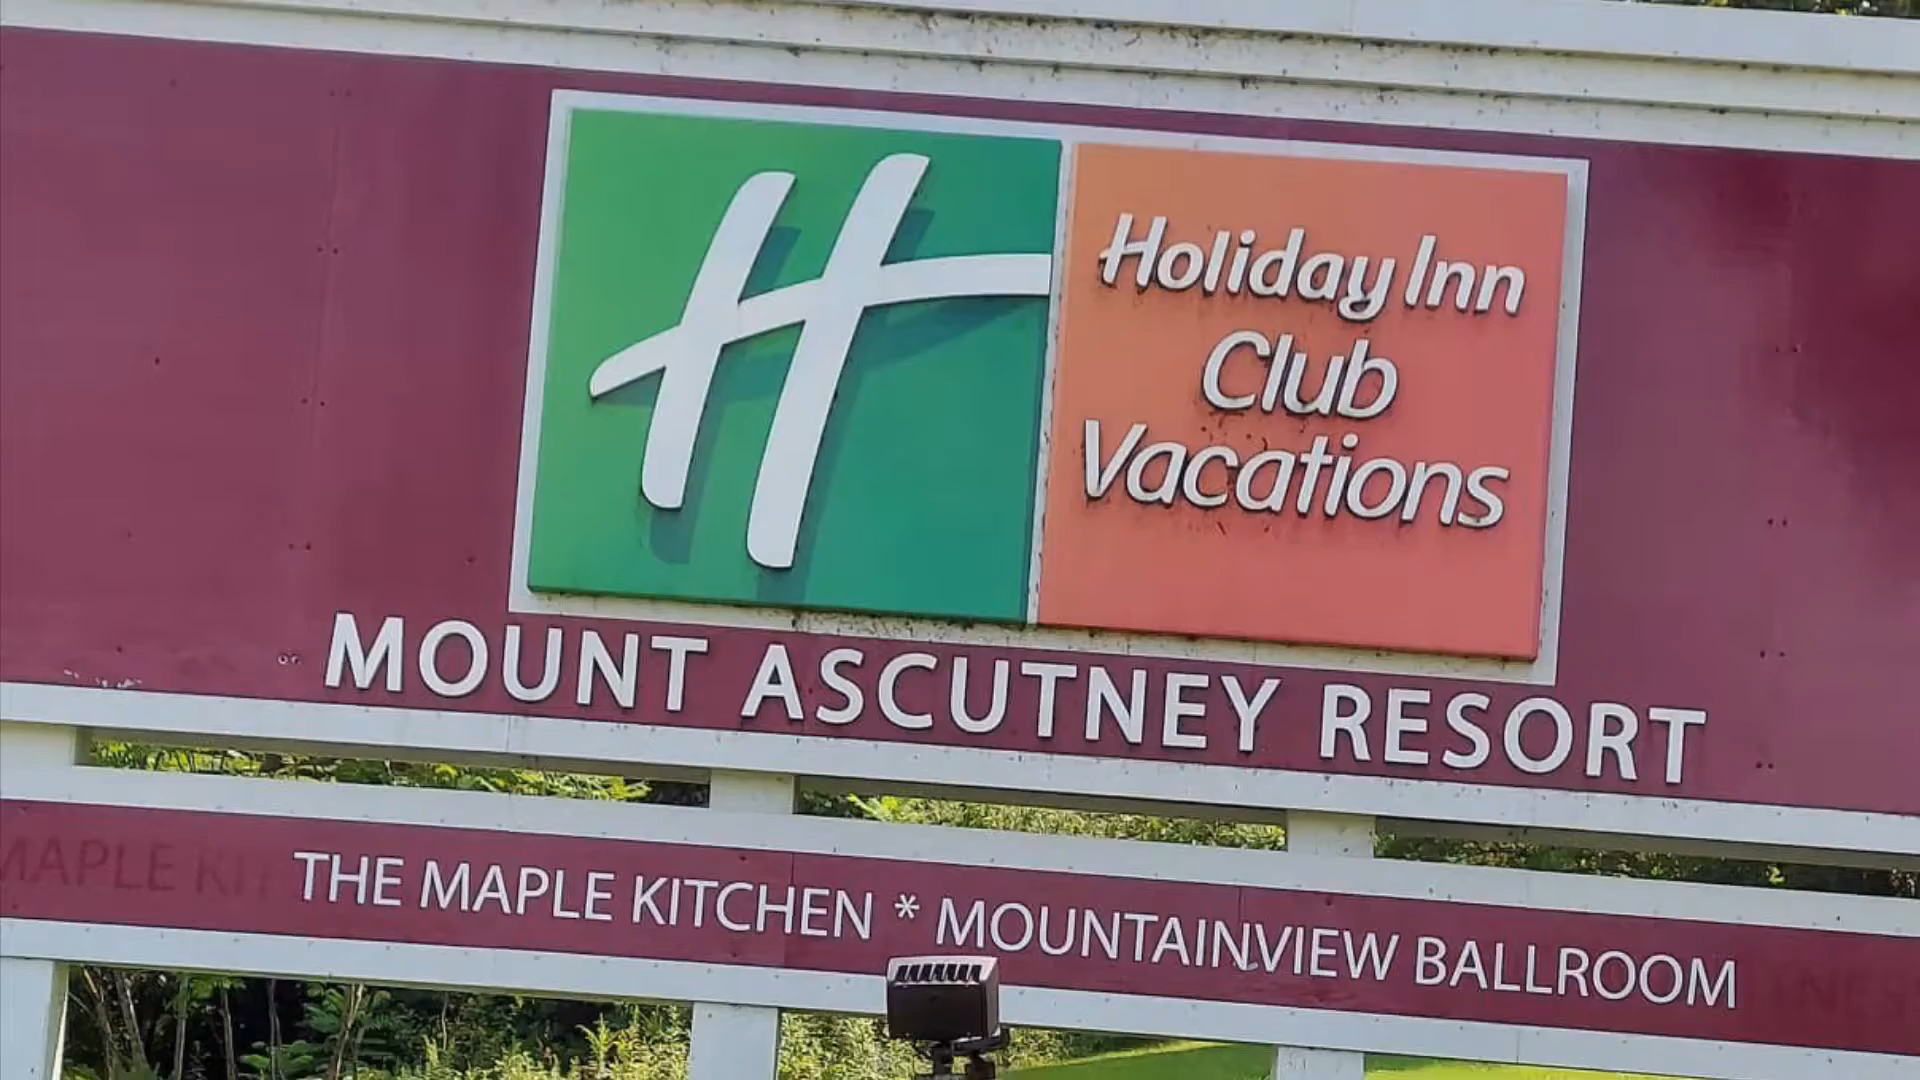 Holiday Inn
Club
Vacations
MOUNT ASCUTNEY RESORT
THE MAPLE KITCHEN * MOUNTAINVIEW BALLROOM